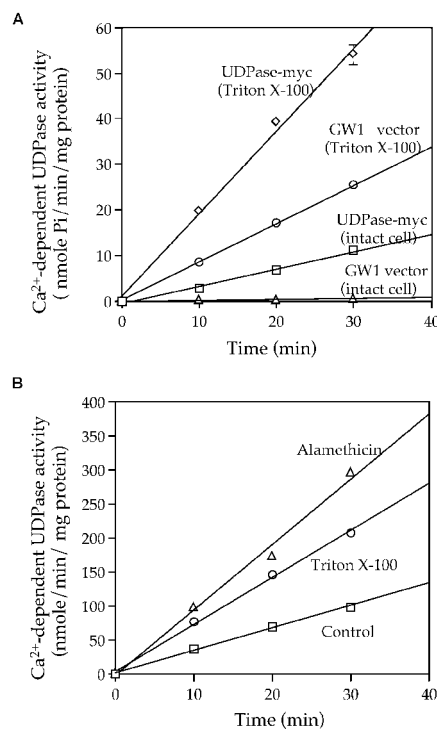 A
Ca2+-dependent UDPase activity
( nmole Pi/min/mg protein)
60
50
40
30
20
10
0
UDPase-myc
(Triton X-100)
GW1 vector
(Triton X-100)
UDPase-myc
(intact cell)
GW1 vector
(intact cell)
0 10 20 30 40
Time (min)
B
Ca2+-dependent UDPase activity
(nmole/min/ mg protein)
400
350
300
250
200
150
100
50
0
Alamethicin
Triton X-100
Control
0 10 20 30 40
Time (min)